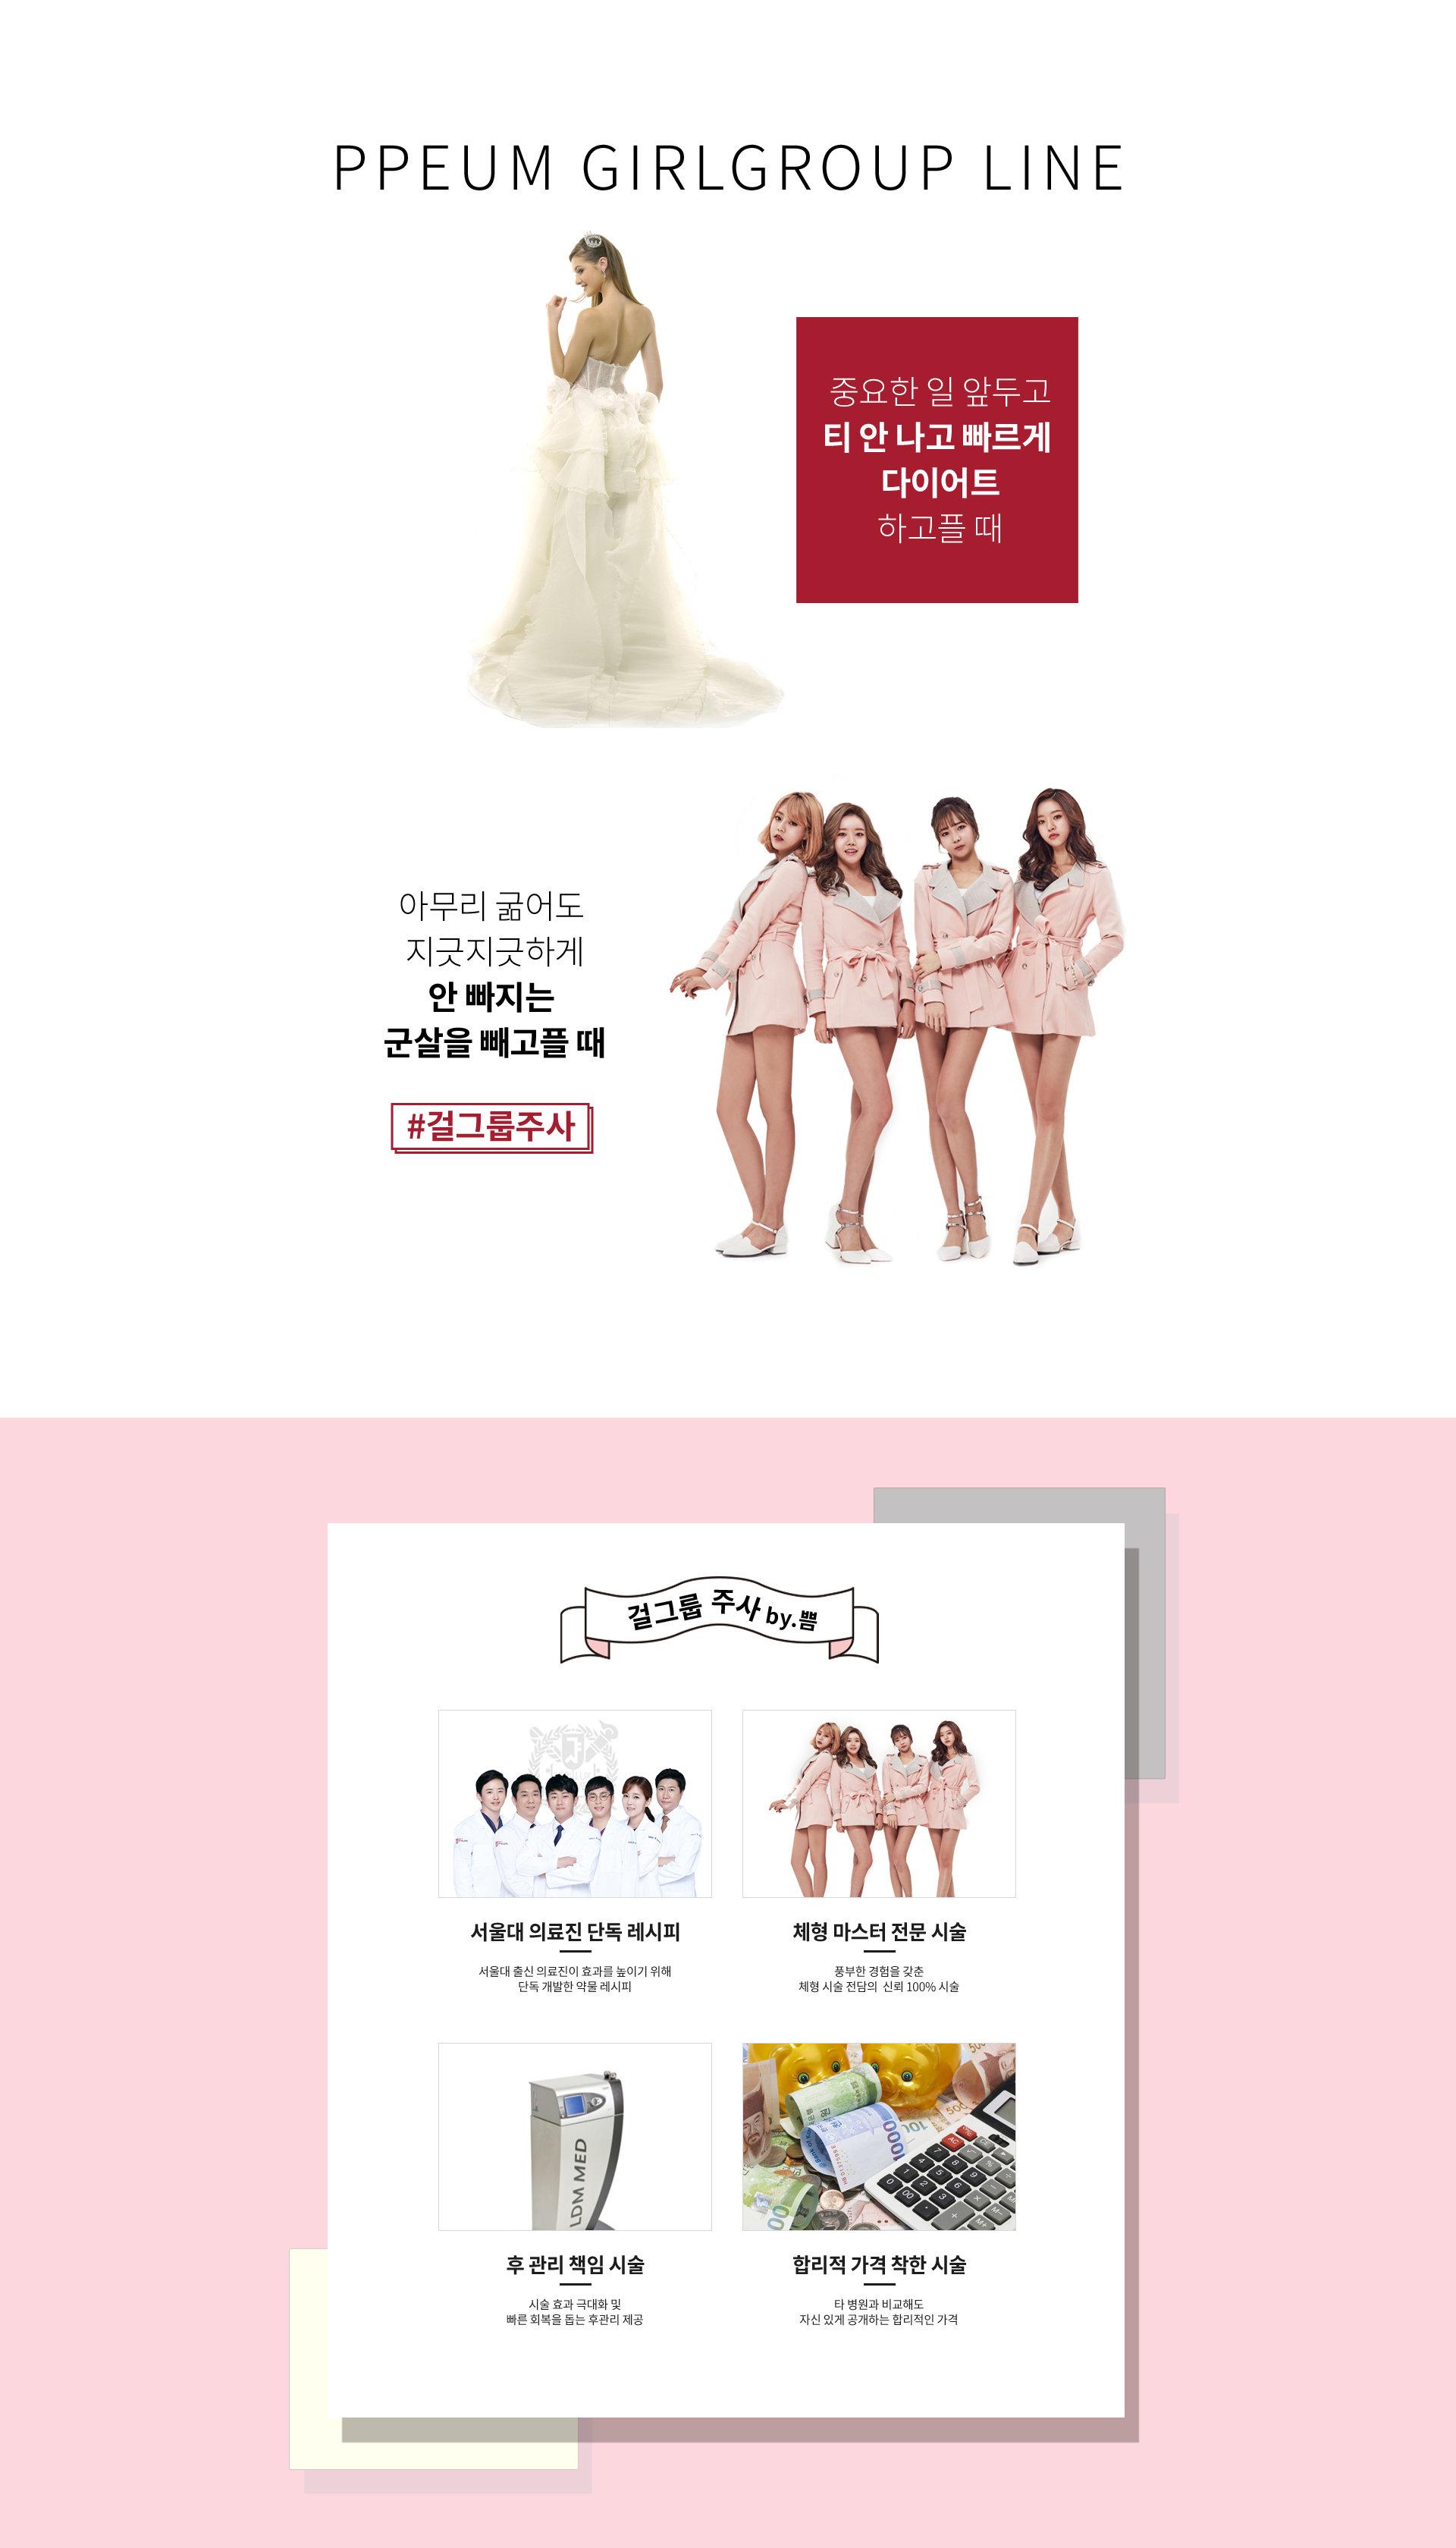 PPEUM GIRLGROUP LINE
중요한 일 앞두고
티 안 나고 빠르게
다이어트
하고플 때
아무리 굶어도
지긋지긋하게
안 빠지는
군살을 빼고플 때
#걸그룹주사
걸그룹 주사 by.쁨
서울대 의료진 단독 레시피
서울대 출신 의료진이 효과를 높이기 위해
단독 개발한 약물 레시피
체형 마스터 전문 시술
풍부한 경험을 갖춘
체형 시술 전담의 신뢰 100% 시술
LDM MED
후 관리 책임 시술
시술 효과 극대화 및
빠른 회복을 돕는 후관리 제공
합리적 가격 착한 시술
타 병원과 비교해도
자신 있게 공개하는 합리적인 가격